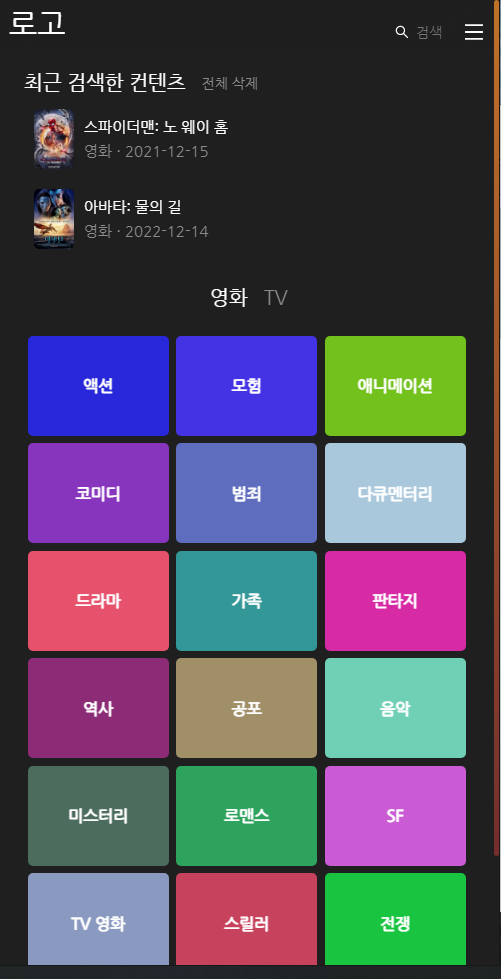 로고
검색
최근 검색한 컨텐츠 전체 삭제
스파이더맨: 노 웨이 홈
영화 · 2021-12-15
아바타: 물의 길
영화 · 2022-12-14
영화 TV
액션 모험 애니메이션
코미디 범죄 다큐멘터리
드라마 가족 판타지
역사 공포 음악
미스터리 로맨스 SF
TV 영화 스릴러 전쟁